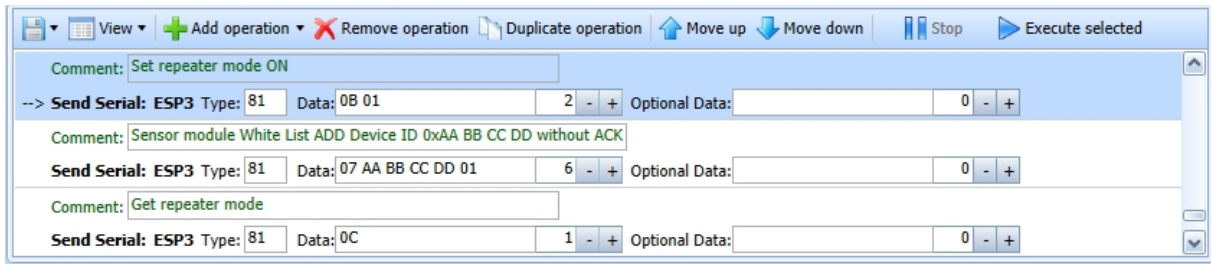 View Add operation Remove operation Duplicate operation Move up Move down Stop Execute selected
Comment: Set repeater mode ON
--> Send Serial: ESP3 Type: 81 Data: 0B 01 2 - + Optional Data: 0 - +
Comment: Sensor module White List ADD Device ID 0xAA BB CC DD without ACK
Send Serial: ESP3 Type: 81 Data: 07 AA BB CC DD 01 6 - + Optional Data: 0 - +
Comment: Get repeater mode
Send Serial: ESP3 Type: 81 Data: 0C 1 - + Optional Data: 0 - +